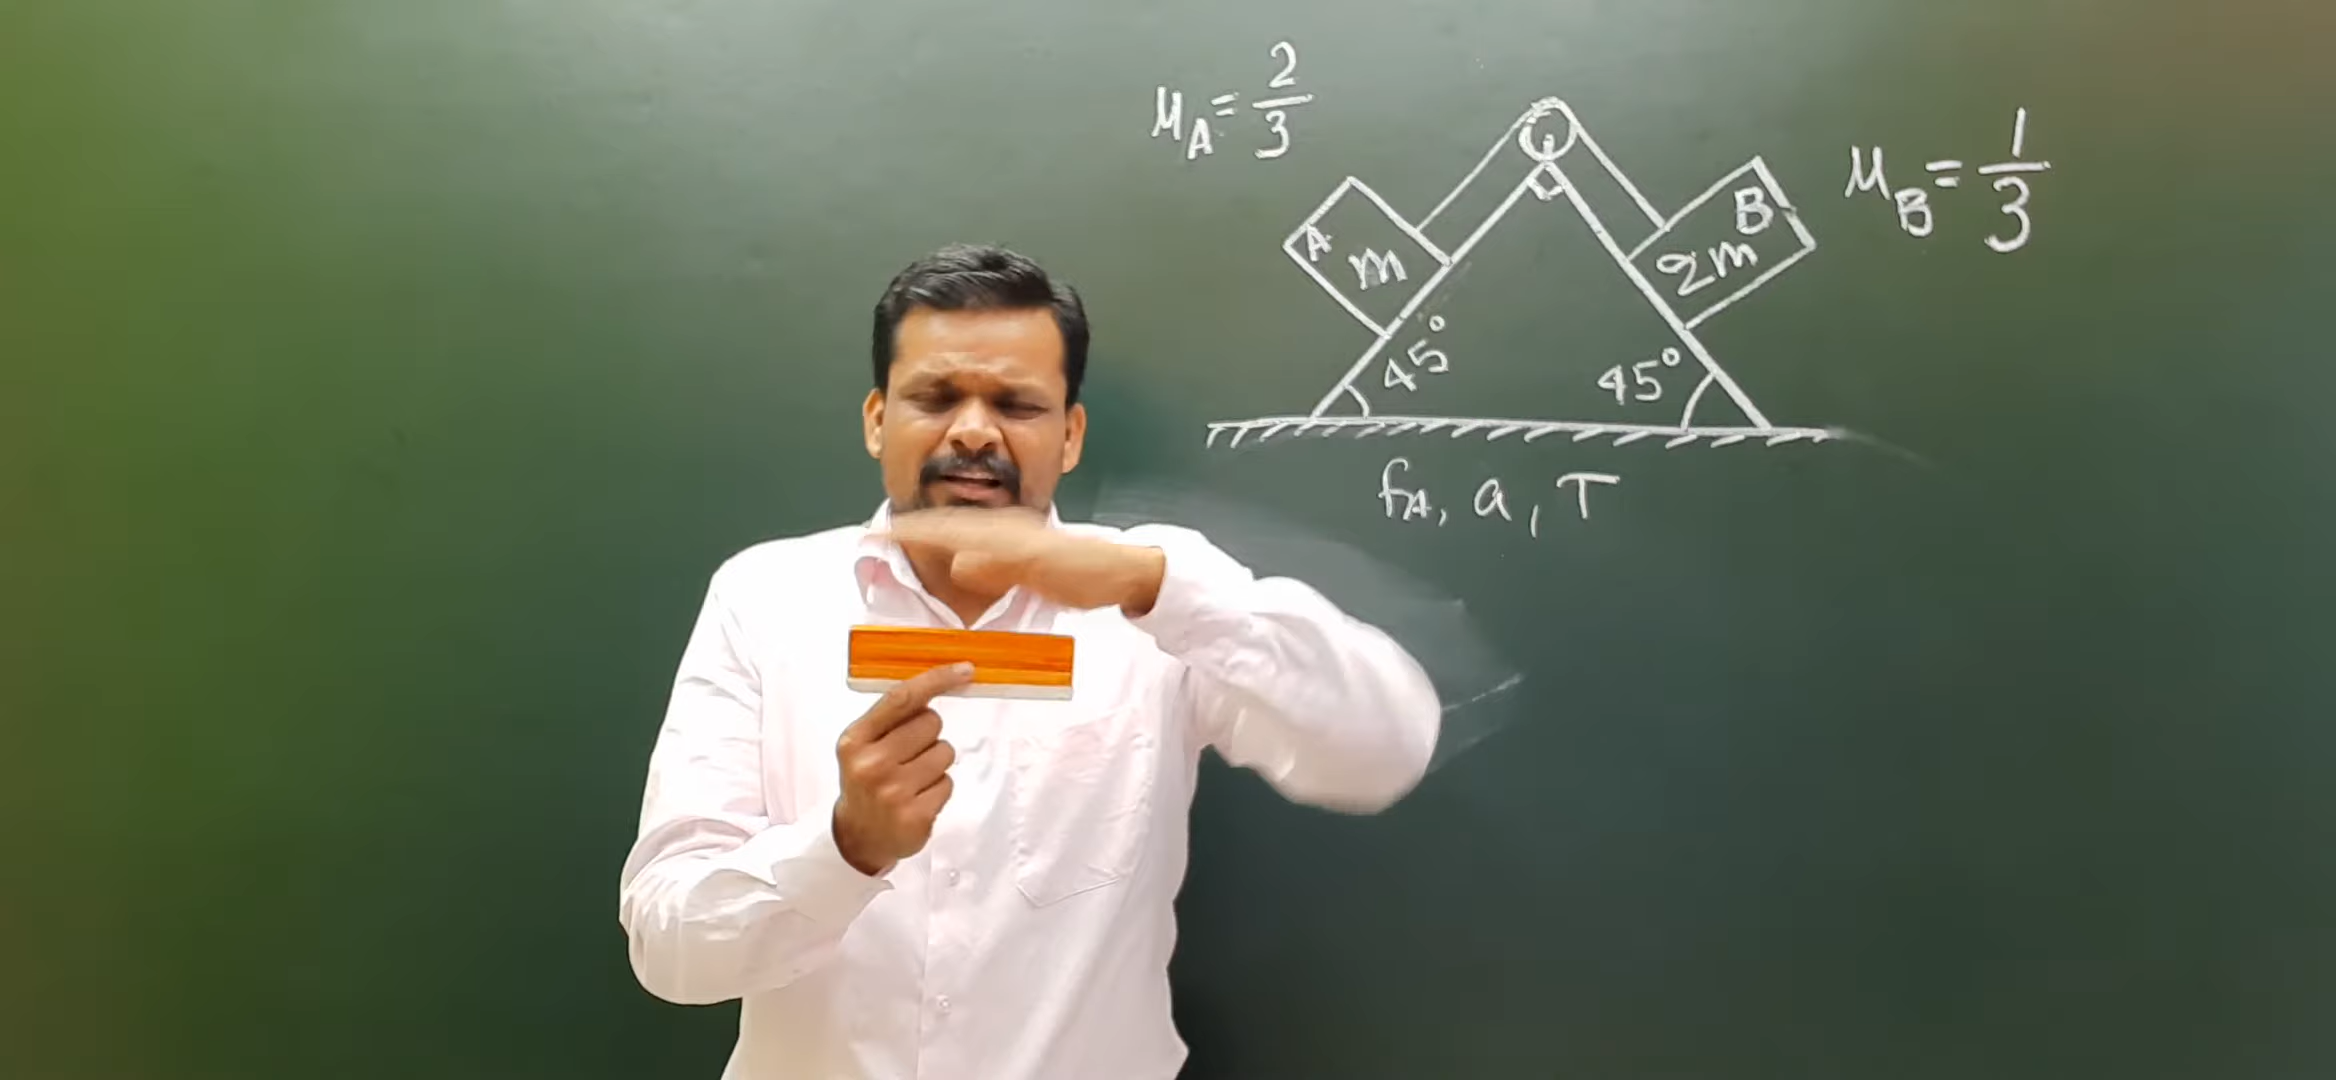 μA = 2/3
μB = 1/3
A
m
B
2m
45°
45°
fA, a, T